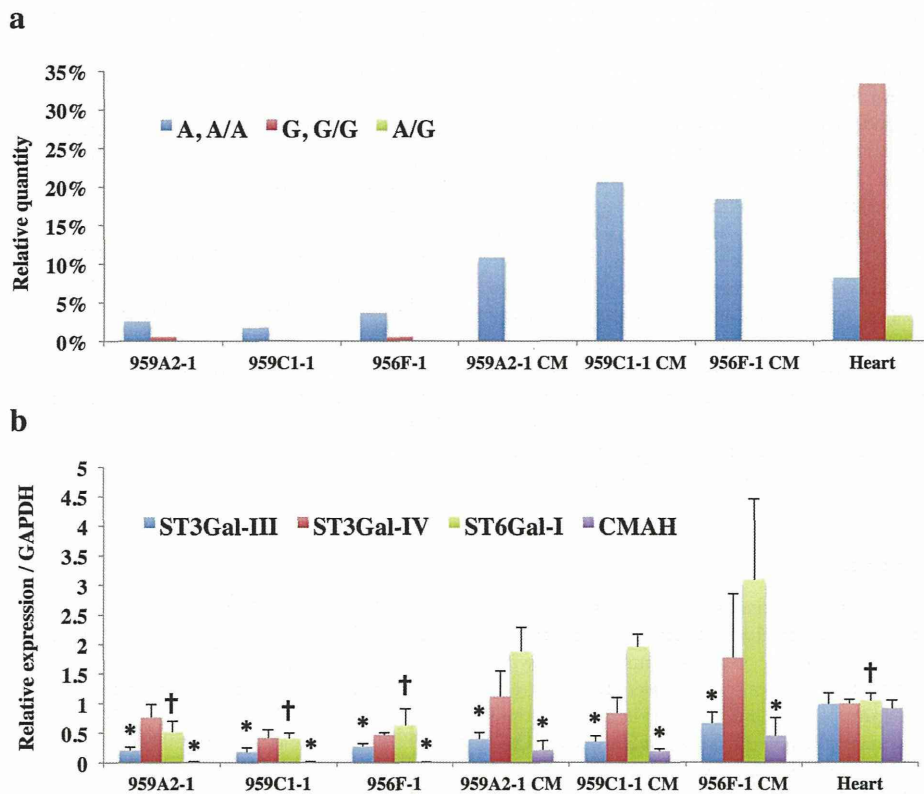 a
35%
30%
25%
20%
15%
10%
5%
0%
Relative quantity
A, A/A G, G/G A/G
959A2-1 959C1-1 956F-1 959A2-1 CM 959C1-1 CM 956F-1 CM Heart
b
5
4.5
4
3.5
3
2.5
2
1.5
1
0.5
0
Relative expression / GAPDH
ST3Gal-III ST3Gal-IV ST6Gal-I CMAH
* † * * † * * † * * * * * * * †
959A2-1 959C1-1 956F-1 959A2-1 CM 959C1-1 CM 956F-1 CM Heart